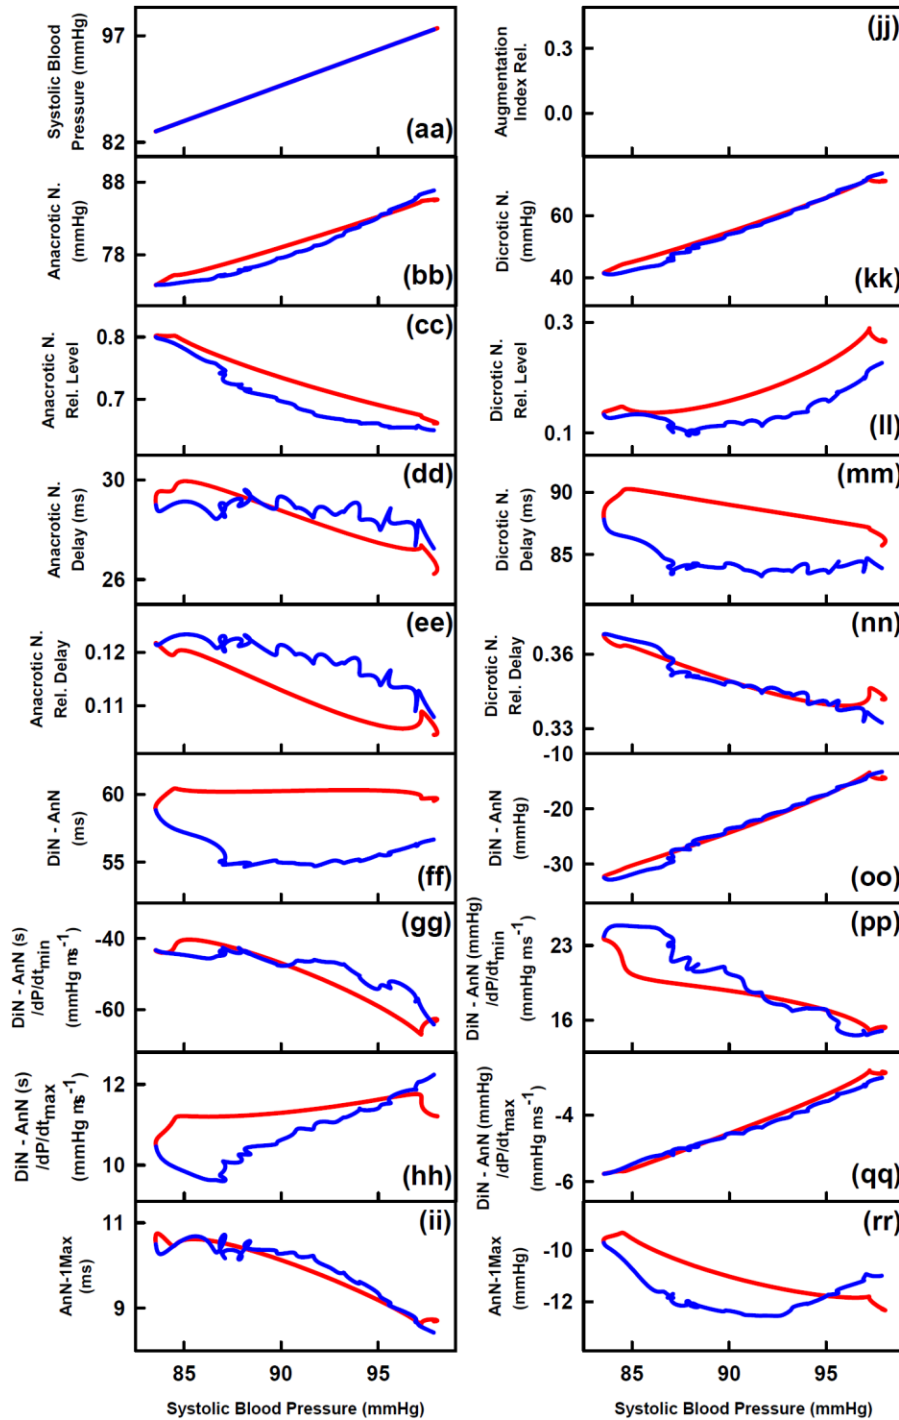 Systolic Blood
Pressure (mmHg)
97
82
(aa)
Anacrotic N.
(mmHg)
88
78
(bb)
Anacrotic N.
Rel. Level
0.8
0.7
(cc)
Anacrotic N.
Delay (ms)
30
26
(dd)
Anacrotic N.
Rel. Delay
0.122
0.111
(ee)
DiN - AnN
(ms)
60
55
(ff)
DiN - AnN (s)
/dP/dtmin
(mmHg ms-1)
-40
-60
(gg)
DiN - AnN (s)
/dP/dtmax
(mmHg ms-1)
12
10
(hh)
AnN-1Max
(ms)
11
9
(ii)
85 90 95
Systolic Blood Pressure (mmHg)
Augmentation
Index Rel.
0.3
0.0
(jj)
Dicrotic N.
(mmHg)
60
40
(kk)
Dicrotic N.
Rel. Level
0.3
0.1
(ll)
Dicrotic N.
Delay (ms)
90
85
(mm)
Dicrotic N.
Rel. Delay
0.36
0.33
(nn)
DiN - AnN
(mmHg)
-10
-20
-30
(oo)
DiN - AnN (mmHg)
/dP/dtmin
(mmHg ms-1)
23
16
(pp)
DiN - AnN (mmHg)
/dP/dtmax
(mmHg ms-1)
-4
-6
(qq)
AnN-1Max
(mmHg)
-10
-12
(rr)
85 90 95
Systolic Blood Pressure (mmHg)